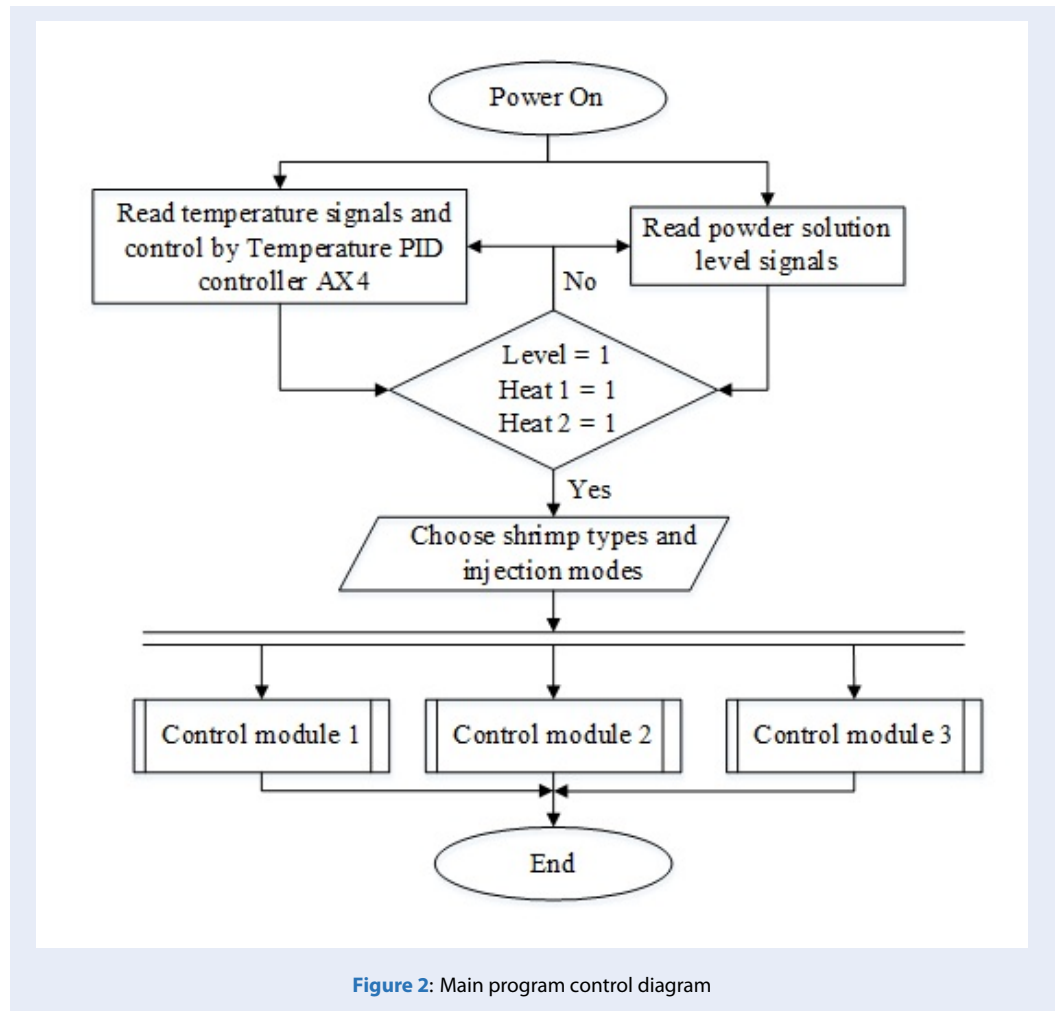 Power On
Read temperature signals and
control by Temperature PID
controller AX4
Read powder solution
level signals
No
Level = 1
Heat 1 = 1
Heat 2 = 1
Yes
Choose shrimp types and
injection modes
Control module 1
Control module 2
Control module 3
End
Figure 2: Main program control diagram